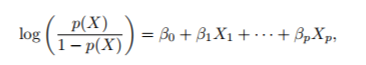 log ( p(X) / 1 − p(X) ) = β₀ + β₁X₁ + ⋯ + βₚXₚ,